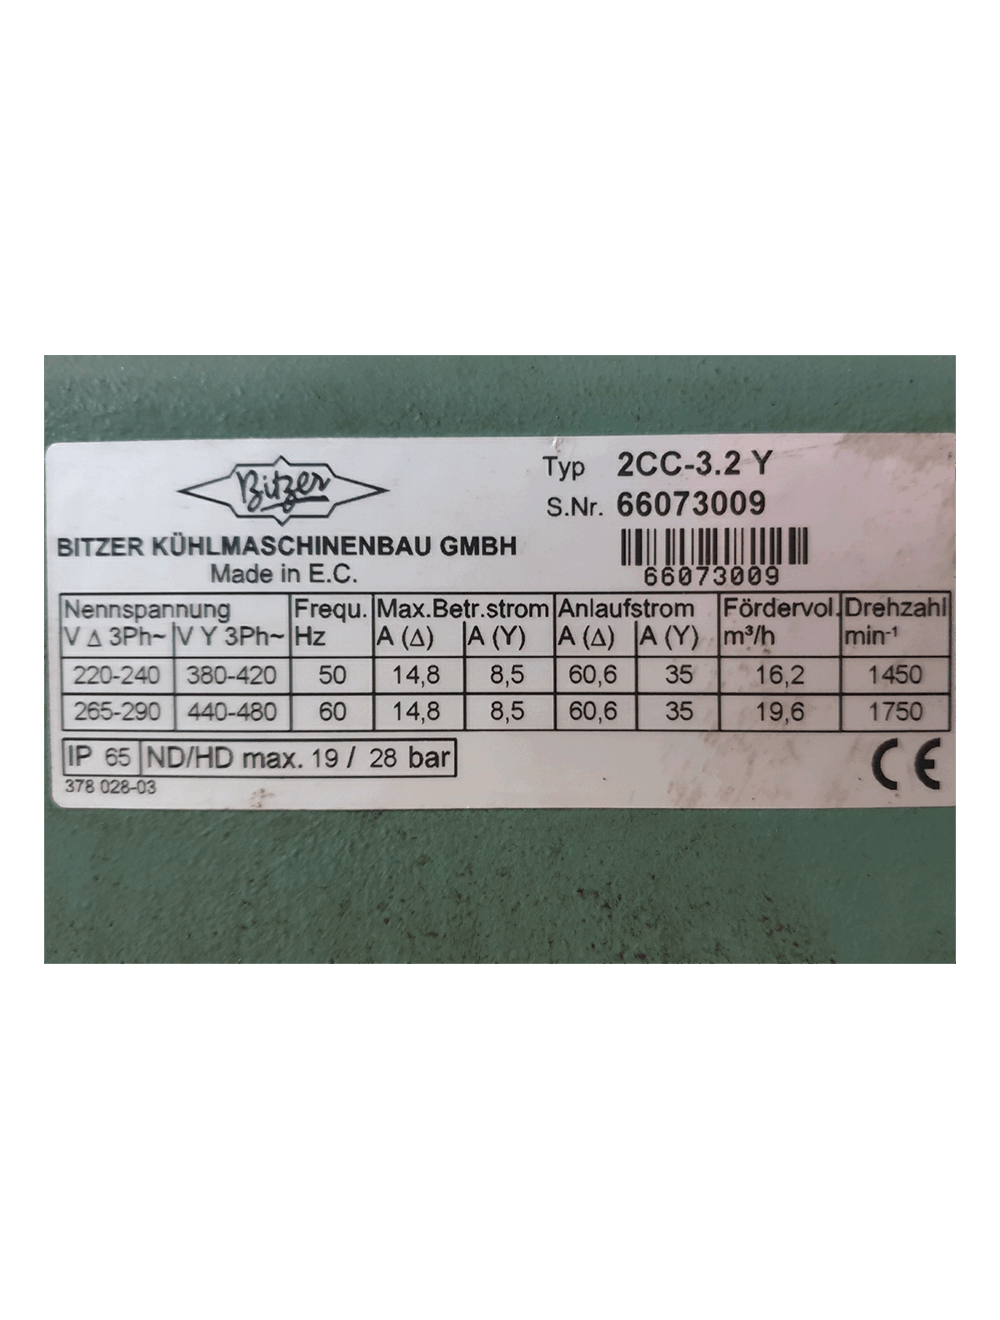 Bitzer
Typ 2CC-3.2 Y
S.Nr. 66073009
BITZER KÜHLMASCHINENBAU GMBH
Made in E.C.
66073009
Nennspannung Frequ. Max.Betr.strom Anlaufstrom Fördervol. Drehzahl
V Δ 3Ph~ V Y 3Ph~ Hz A (Δ) A (Y) A (Δ) A (Y) m³/h min⁻¹
220-240 380-420 50 14,8 8,5 60,6 35 16,2 1450
265-290 440-480 60 14,8 8,5 60,6 35 19,6 1750
IP 65 ND/HD max. 19 / 28 bar
378 028-03
CE